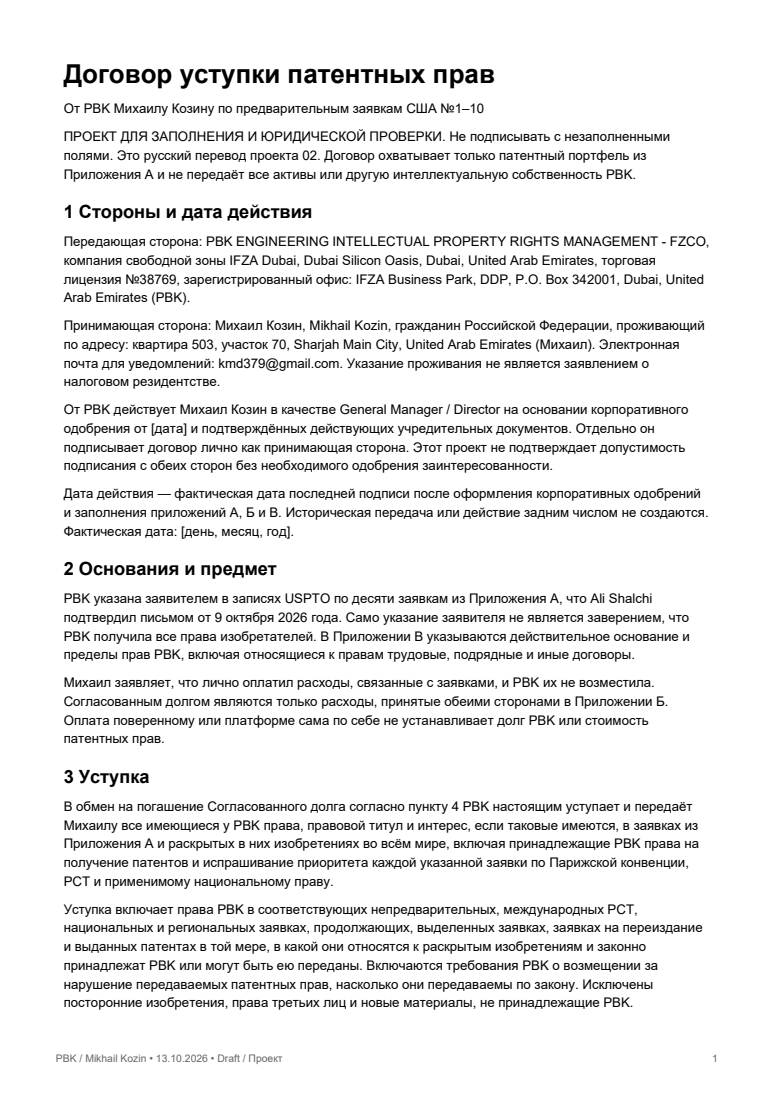 Договор уступки патентных прав
От PBK Михаилу Козину по предварительным заявкам США №1–10
ПРОЕКТ ДЛЯ ЗАПОЛНЕНИЯ И ЮРИДИЧЕСКОЙ ПРОВЕРКИ. Не подписывать с незаполненными
полями. Это русский перевод проекта 02. Договор охватывает только патентный портфель из
Приложения А и не передаёт все активы или другую интеллектуальную собственность PBK.
1 Стороны и дата действия
Передающая сторона: PBK ENGINEERING INTELLECTUAL PROPERTY RIGHTS MANAGEMENT - FZCO,
компания свободной зоны IFZA Dubai, Dubai Silicon Oasis, Dubai, United Arab Emirates, торговая
лицензия №38769, зарегистрированный офис: IFZA Business Park, DDP, P.O. Box 342001, Dubai, United
Arab Emirates (PBK).
Принимающая сторона: Михаил Козин, Mikhail Kozin, гражданин Российской Федерации, проживающий
по адресу: квартира 503, участок 70, Sharjah Main City, United Arab Emirates (Михаил). Электронная
почта для уведомлений: kmd379@gmail.com. Указание проживания не является заявлением о
налоговом резидентстве.
От PBK действует Михаил Козин в качестве General Manager / Director на основании корпоративного
одобрения от [дата] и подтверждённых действующих учредительных документов. Отдельно он
подписывает договор лично как принимающая сторона. Этот проект не подтверждает допустимость
подписания с обеих сторон без необходимого одобрения заинтересованности.
Дата действия — фактическая дата последней подписи после оформления корпоративных одобрений
и заполнения приложений А, Б и В. Историческая передача или действие задним числом не создаются.
Фактическая дата: [день, месяц, год].
2 Основания и предмет
PBK указана заявителем в записях USPTO по десяти заявкам из Приложения А, что Ali Shalchi
подтвердил письмом от 9 октября 2026 года. Само указание заявителя не является заверением, что
PBK получила все права изобретателей. В Приложении В указываются действительное основание и
пределы прав PBK, включая относящиеся к правам трудовые, подрядные и иные договоры.
Михаил заявляет, что лично оплатил расходы, связанные с заявками, и PBK их не возместила.
Согласованным долгом являются только расходы, принятые обеими сторонами в Приложении Б.
Оплата поверенному или платформе сама по себе не устанавливает долг PBK или стоимость
патентных прав.
3 Уступка
В обмен на погашение Согласованного долга согласно пункту 4 PBK настоящим уступает и передаёт
Михаилу все имеющиеся у PBK права, правовой титул и интерес, если таковые имеются, в заявках из
Приложения А и раскрытых в них изобретениях во всём мире, включая принадлежащие PBK права на
получение патентов и испрашивание приоритета каждой указанной заявки по Парижской конвенции,
PCT и применимому национальному праву.
Уступка включает права PBK в соответствующих непредварительных, международных PCT,
национальных и региональных заявках, продолжающих, выделенных заявках, заявках на переиздание
и выданных патентах в той мере, в какой они относятся к раскрытым изобретениям и законно
принадлежат PBK или могут быть ею переданы. Включаются требования PBK о возмещении за
нарушение передаваемых патентных прав, насколько они передаваемы по закону. Исключены
посторонние изобретения, права третьих лиц и новые материалы, не принадлежащие PBK.
PBK / Mikhail Kozin • 13.10.2026 • Draft / Проект
1